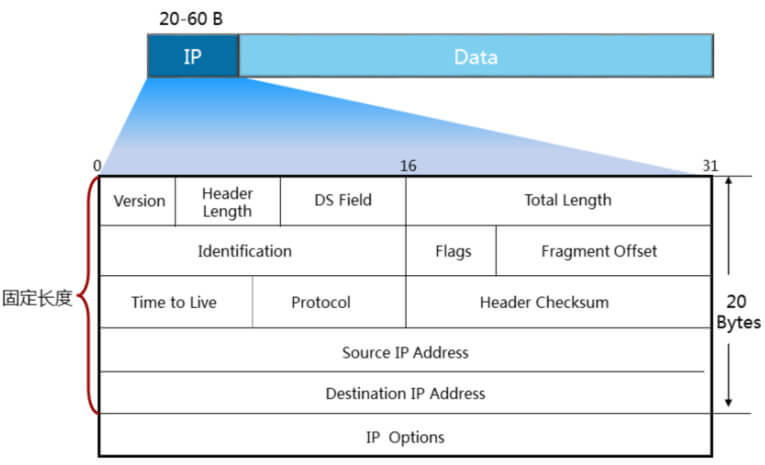 20-60 B
IP
Data
0
16
31
Version
Header
Length
DS Field
Total Length
Identification
Flags
Fragment Offset
固定长度
Time to Live
Protocol
Header Checksum
20
Bytes
Source IP Address
Destination IP Address
IP Options